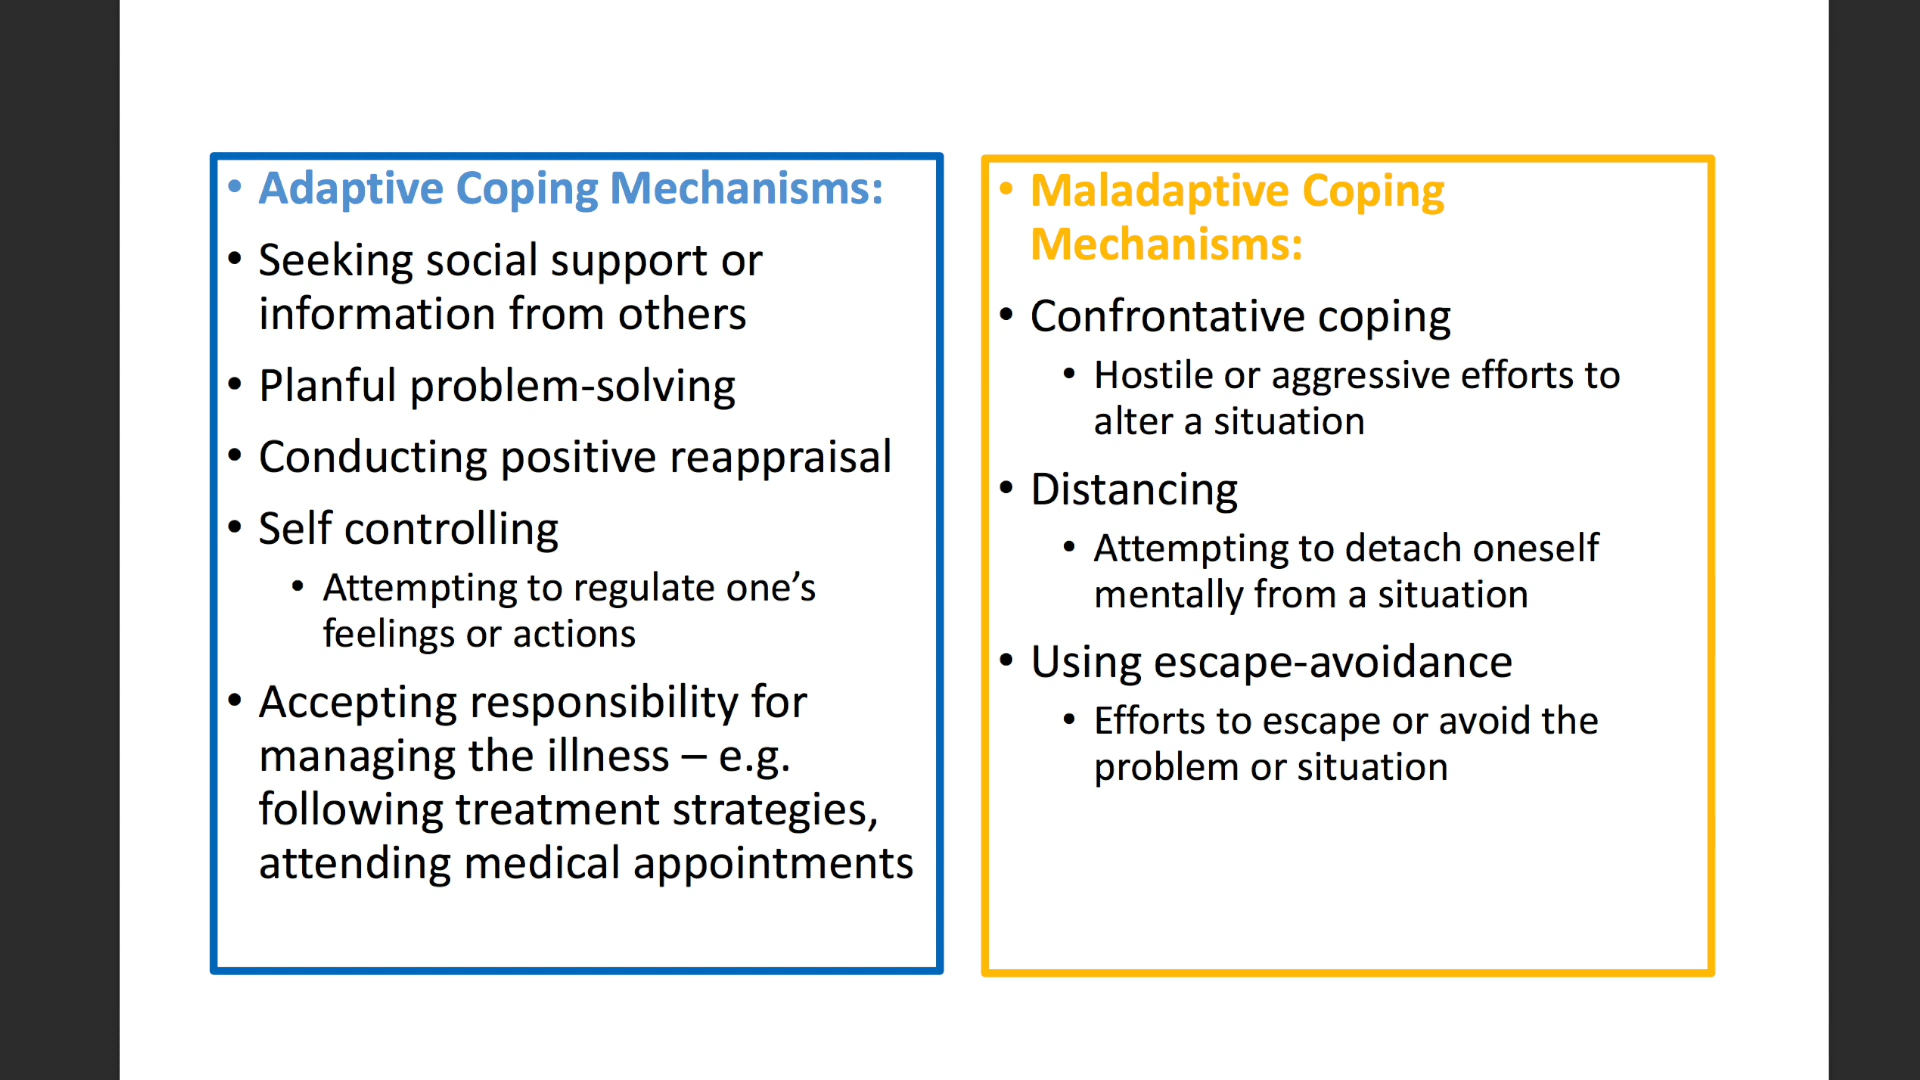 • Adaptive Coping Mechanisms:
• Seeking social support or
information from others
• Planful problem-solving
• Conducting positive reappraisal
• Self controlling
• Attempting to regulate one’s
feelings or actions
• Accepting responsibility for
managing the illness – e.g.
following treatment strategies,
attending medical appointments
• Maladaptive Coping
Mechanisms:
• Confrontative coping
• Hostile or aggressive efforts to
alter a situation
• Distancing
• Attempting to detach oneself
mentally from a situation
• Using escape-avoidance
• Efforts to escape or avoid the
problem or situation